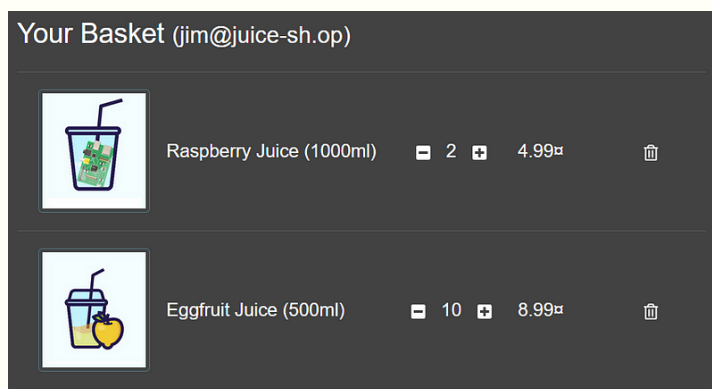 Your Basket (jim@juice-sh.op)
Raspberry Juice (1000ml) 2 4.99¤
Eggfruit Juice (500ml) 10 8.99¤